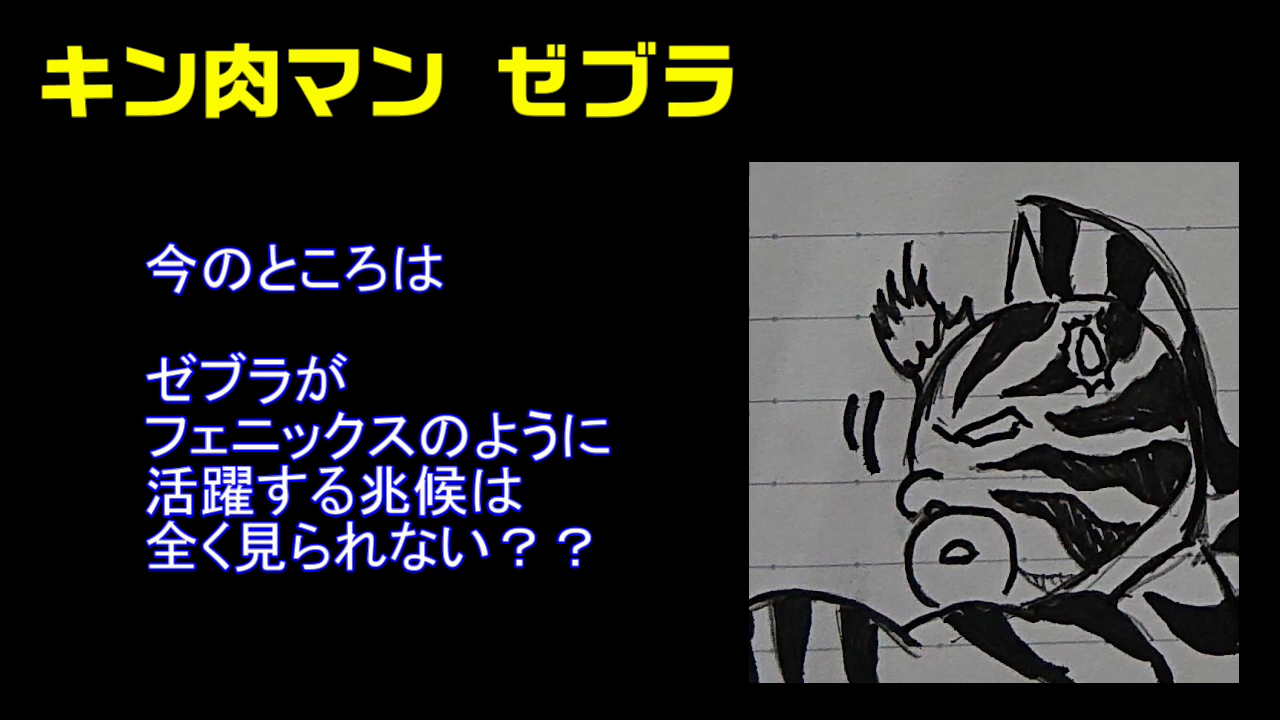 キン肉マン ゼブラ
今のところは
ゼブラが
フェニックスのように
活躍する兆候は
全く見られない？？